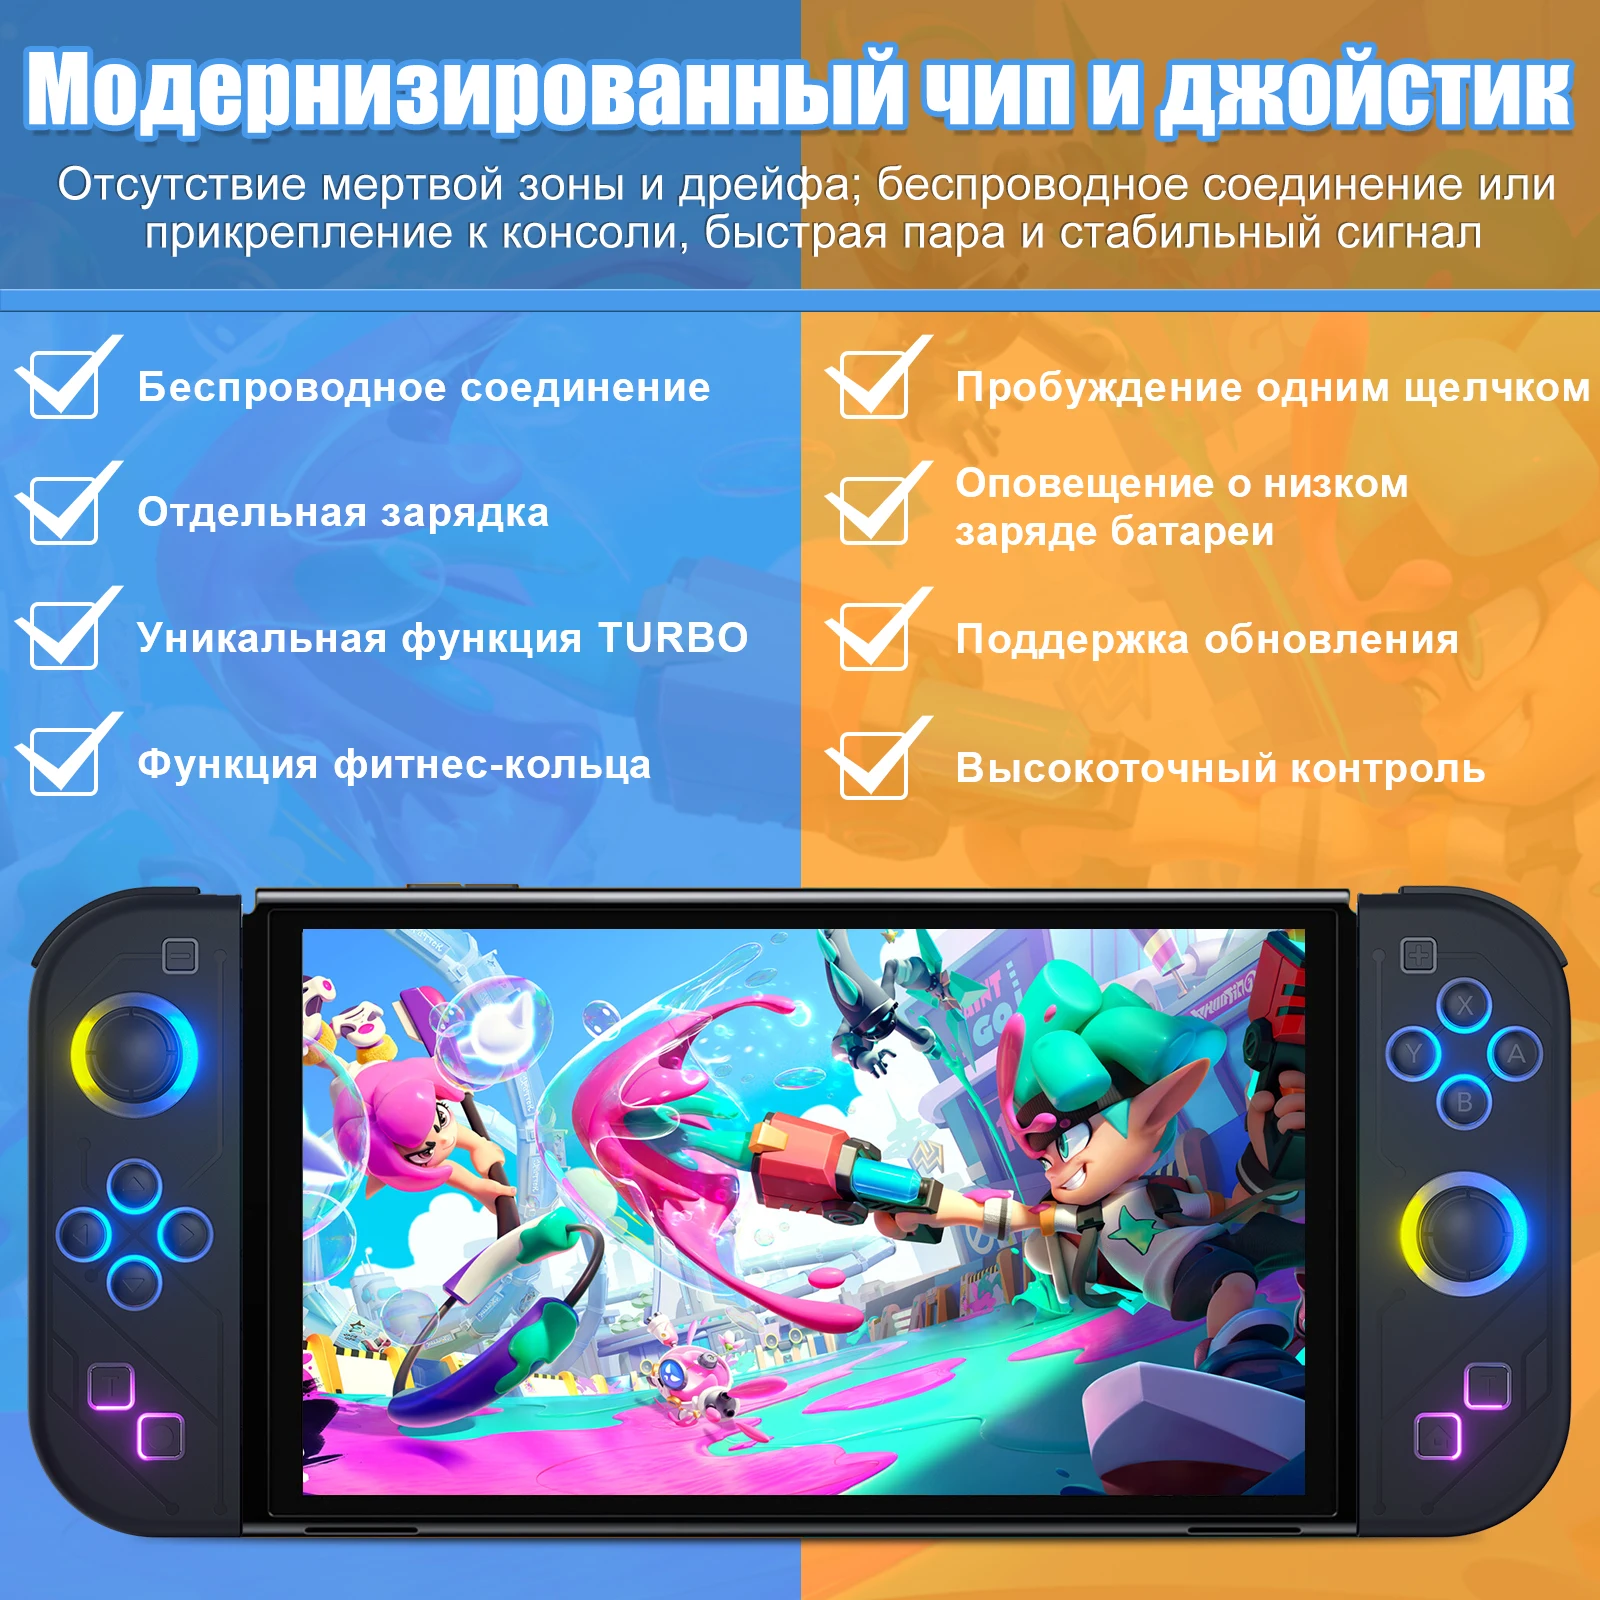 Модернизированный чип и джойстик
Отсутствие мертвой зоны и дрейфа; беспроводное соединение или
прикрепление к консоли, быстрая пара и стабильный сигнал
Беспроводное соединение
Отдельная зарядка
Уникальная функция TURBO
Функция фитнес-кольца
Пробуждение одним щелчком
Оповещение о низком
заряде батареи
Поддержка обновления
Высокоточный контроль
X
Y
A
B
T
T
GO